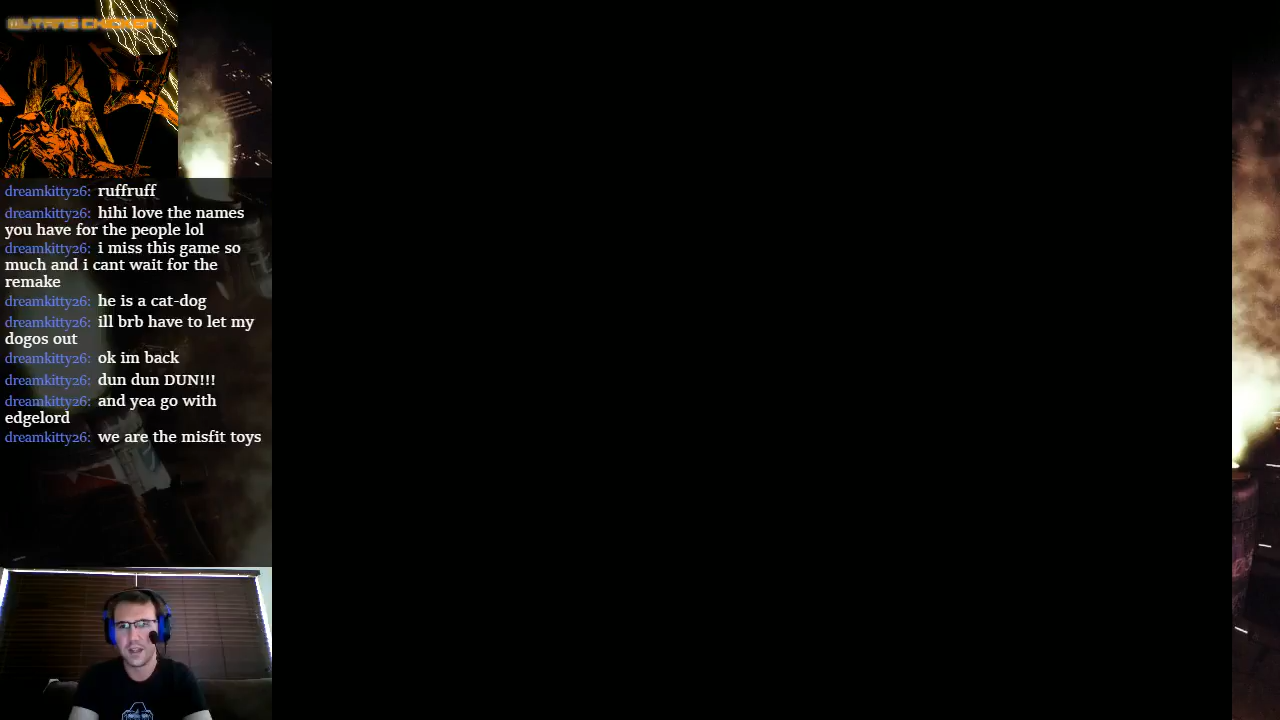 WUTANG CHICKEN
dreamkitty26: ruffruff
dreamkitty26: hihi love the names
you have for the people lol
dreamkitty26: i miss this game so
much and i cant wait for the
remake
dreamkitty26: he is a cat-dog
dreamkitty26: ill brb have to let my
dogos out
dreamkitty26: ok im back
dreamkitty26: dun dun DUN!!!
dreamkitty26: and yea go with
edgelord
dreamkitty26: we are the misfit toys